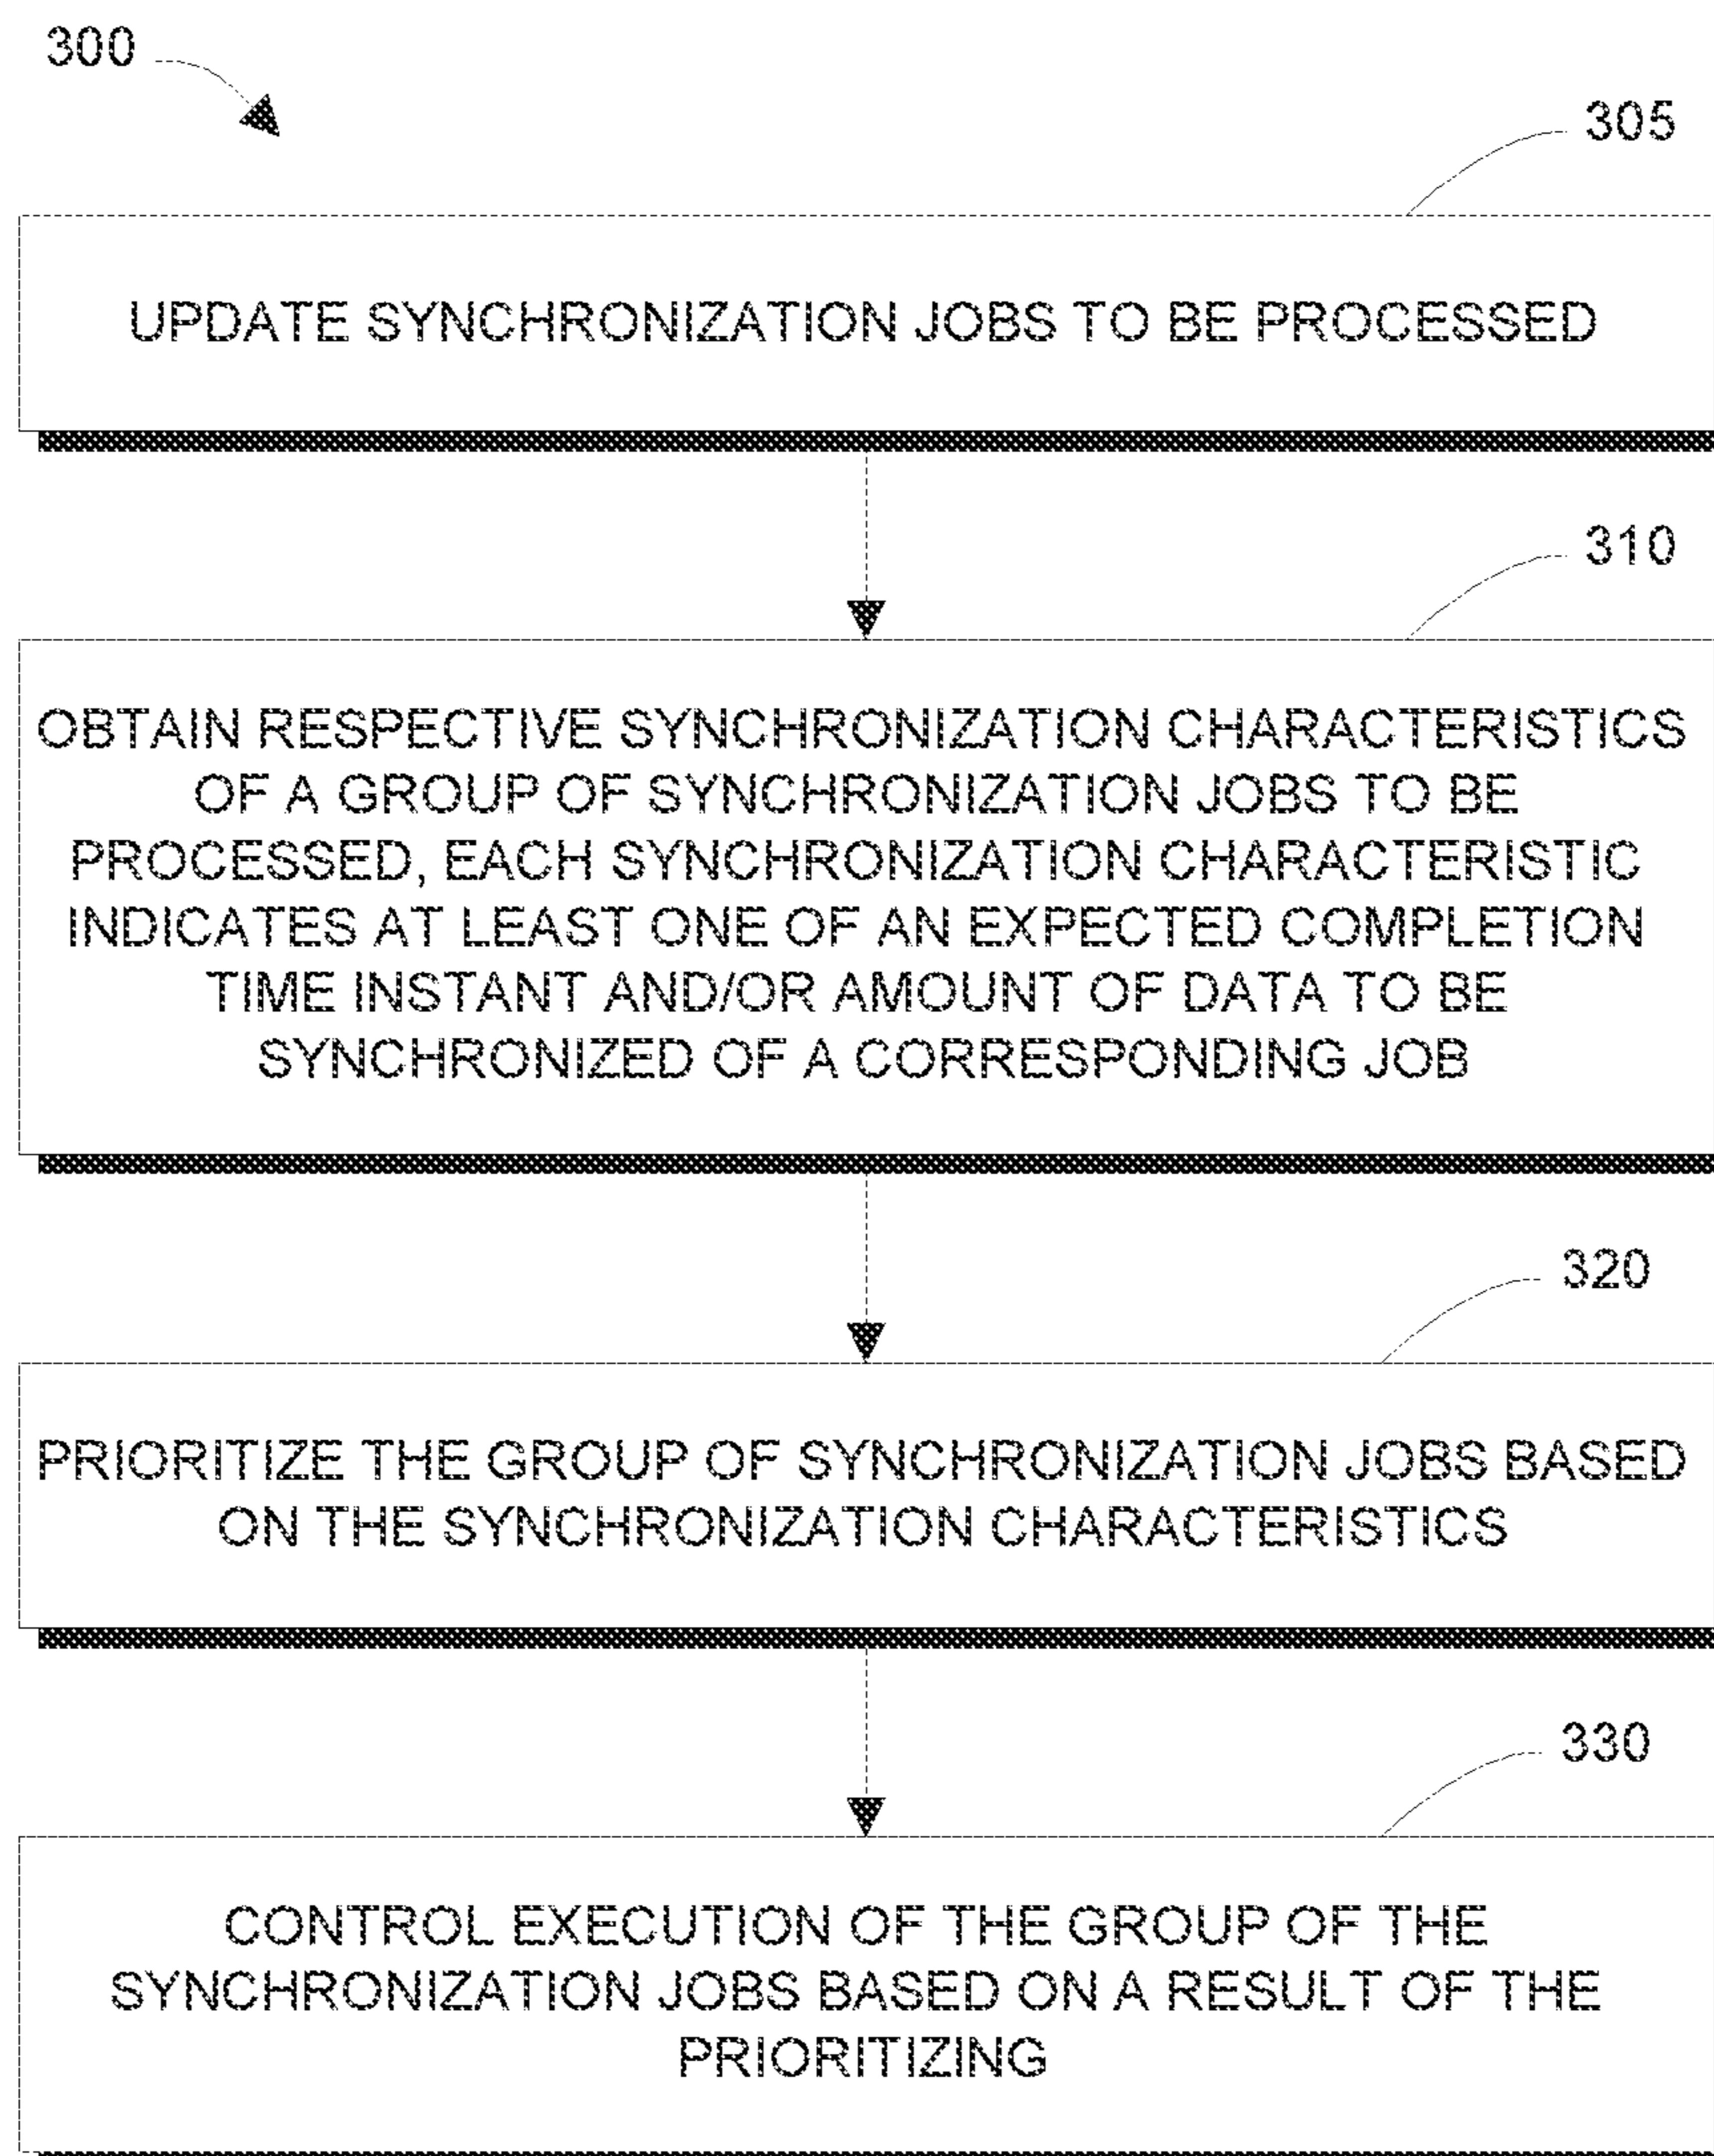 300
305
UPDATE SYNCHRONIZATION JOBS TO BE PROCESSED
310
OBTAIN RESPECTIVE SYNCHRONIZATION CHARACTERISTICS
OF A GROUP OF SYNCHRONIZATION JOBS TO BE
PROCESSED, EACH SYNCHRONIZATION CHARACTERISTIC
INDICATES AT LEAST ONE OF AN EXPECTED COMPLETION
TIME INSTANT AND/OR AMOUNT OF DATA TO BE
SYNCHRONIZED OF A CORRESPONDING JOB
320
PRIORITIZE THE GROUP OF SYNCHRONIZATION JOBS BASED
ON THE SYNCHRONIZATION CHARACTERISTICS
330
CONTROL EXECUTION OF THE GROUP OF THE
SYNCHRONIZATION JOBS BASED ON A RESULT OF THE
PRIORITIZING